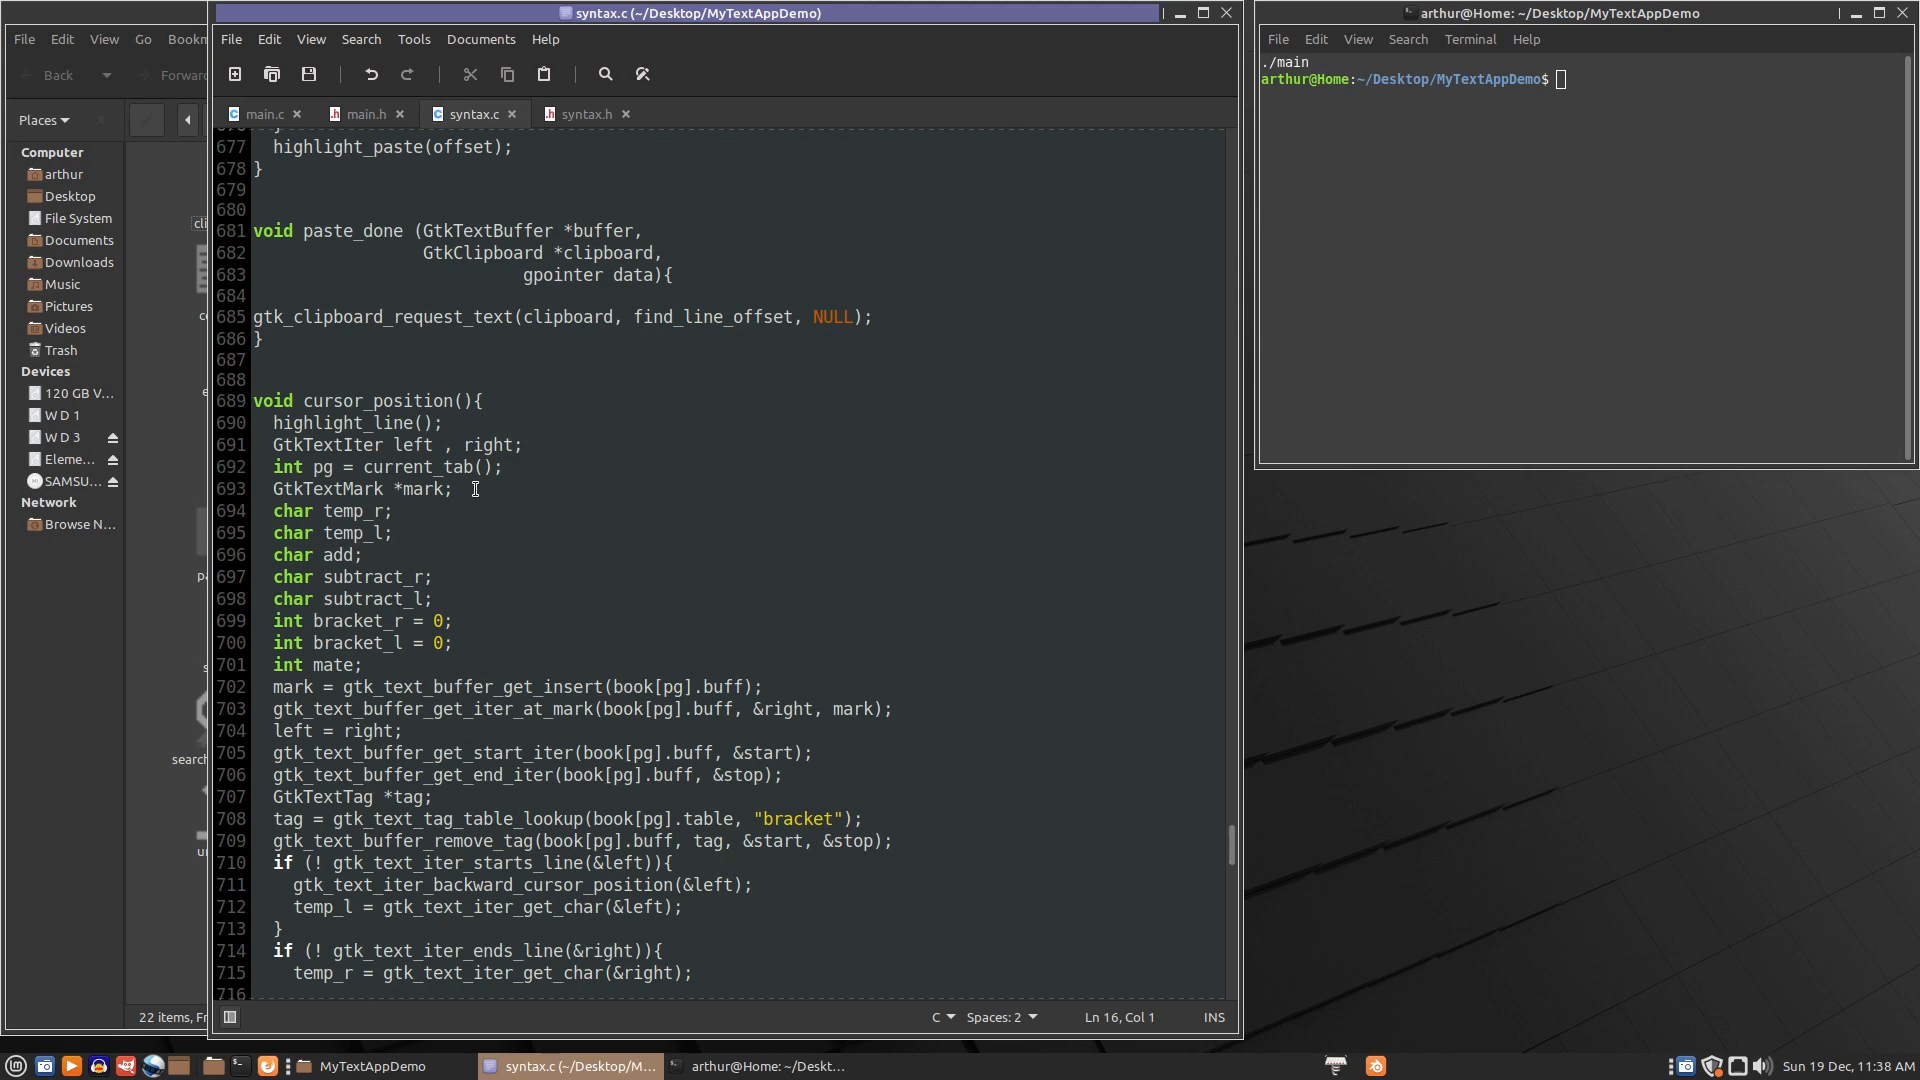 syntax.c (~/Desktop/MyTextAppDemo)
File Edit View Go Bookm
Back Forward
Places
Computer
arthur
Desktop
File System
Documents
Downloads
Music
Pictures
Videos
Trash
Devices
120 GB V...
W D 1
W D 3
Eleme...
SAMSU...
Network
Browse N...
22 items, Fr
File Edit View Search Tools Documents Help
main.c main.h syntax.c syntax.h
677 highlight_paste(offset);
678 }
679
680
681 void paste_done (GtkTextBuffer *buffer,
682 GtkClipboard *clipboard,
683 gpointer data){
684
685 gtk_clipboard_request_text(clipboard, find_line_offset, NULL);
686 }
687
688
689 void cursor_position(){
690 highlight_line();
691 GtkTextIter left , right;
692 int pg = current_tab();
693 GtkTextMark *mark;
694 char temp_r;
695 char temp_l;
696 char add;
697 char subtract_r;
698 char subtract_l;
699 int bracket_r = 0;
700 int bracket_l = 0;
701 int mate;
702 mark = gtk_text_buffer_get_insert(book[pg].buff);
703 gtk_text_buffer_get_iter_at_mark(book[pg].buff, &right, mark);
704 left = right;
705 gtk_text_buffer_get_start_iter(book[pg].buff, &start);
706 gtk_text_buffer_get_end_iter(book[pg].buff, &stop);
707 GtkTextTag *tag;
708 tag = gtk_text_tag_table_lookup(book[pg].table, "bracket");
709 gtk_text_buffer_remove_tag(book[pg].buff, tag, &start, &stop);
710 if (! gtk_text_iter_starts_line(&left)){
711 gtk_text_iter_backward_cursor_position(&left);
712 temp_l = gtk_text_iter_get_char(&left);
713 }
714 if (! gtk_text_iter_ends_line(&right)){
715 temp_r = gtk_text_iter_get_char(&right);
716
C Spaces: 2 Ln 16, Col 1 INS
arthur@Home: ~/Desktop/MyTextAppDemo
File Edit View Search Terminal Help
./main
arthur@Home:~/Desktop/MyTextAppDemo$
MyTextAppDemo
syntax.c (~/Desktop/M...
arthur@Home: ~/Deskt...
Sun 19 Dec, 11:38 AM